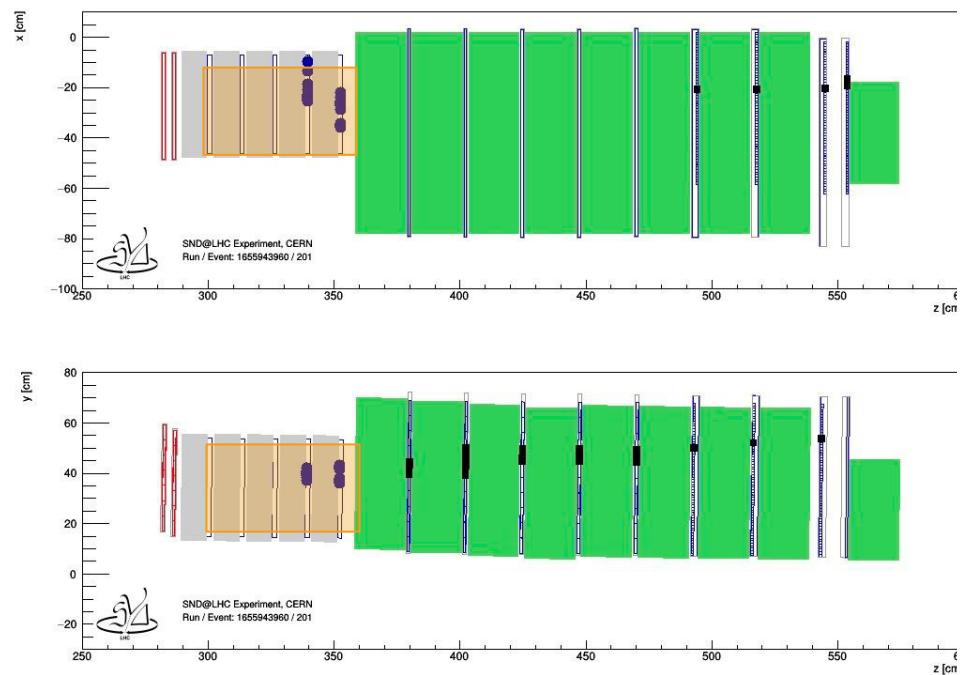 x [cm]
0
−20
−40
−60
−80
−100
SND@LHC Experiment, CERN
Run / Event: 1655943960 / 201
LHC
250 300 350 400 450 500 550
z [cm
y [cm]
80
60
40
20
0
−20
SND@LHC Experiment, CERN
Run / Event: 1655943960 / 201
LHC
250 300 350 400 450 500 550
z [cm